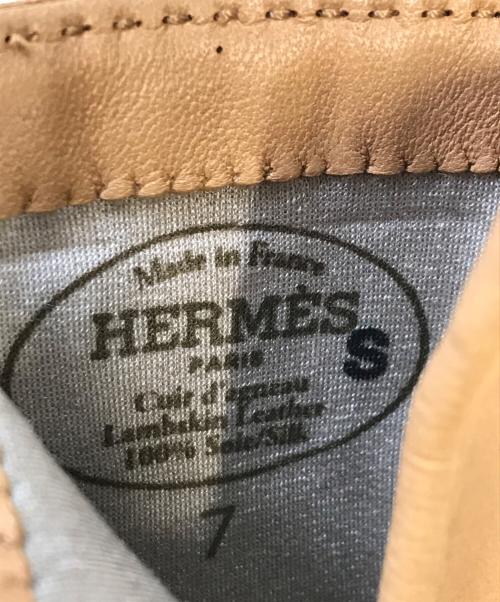 Made in France
HERMÈS
PARIS
S
Cuir d'agneau
Lambskin Leather
100% Soie/Silk
7